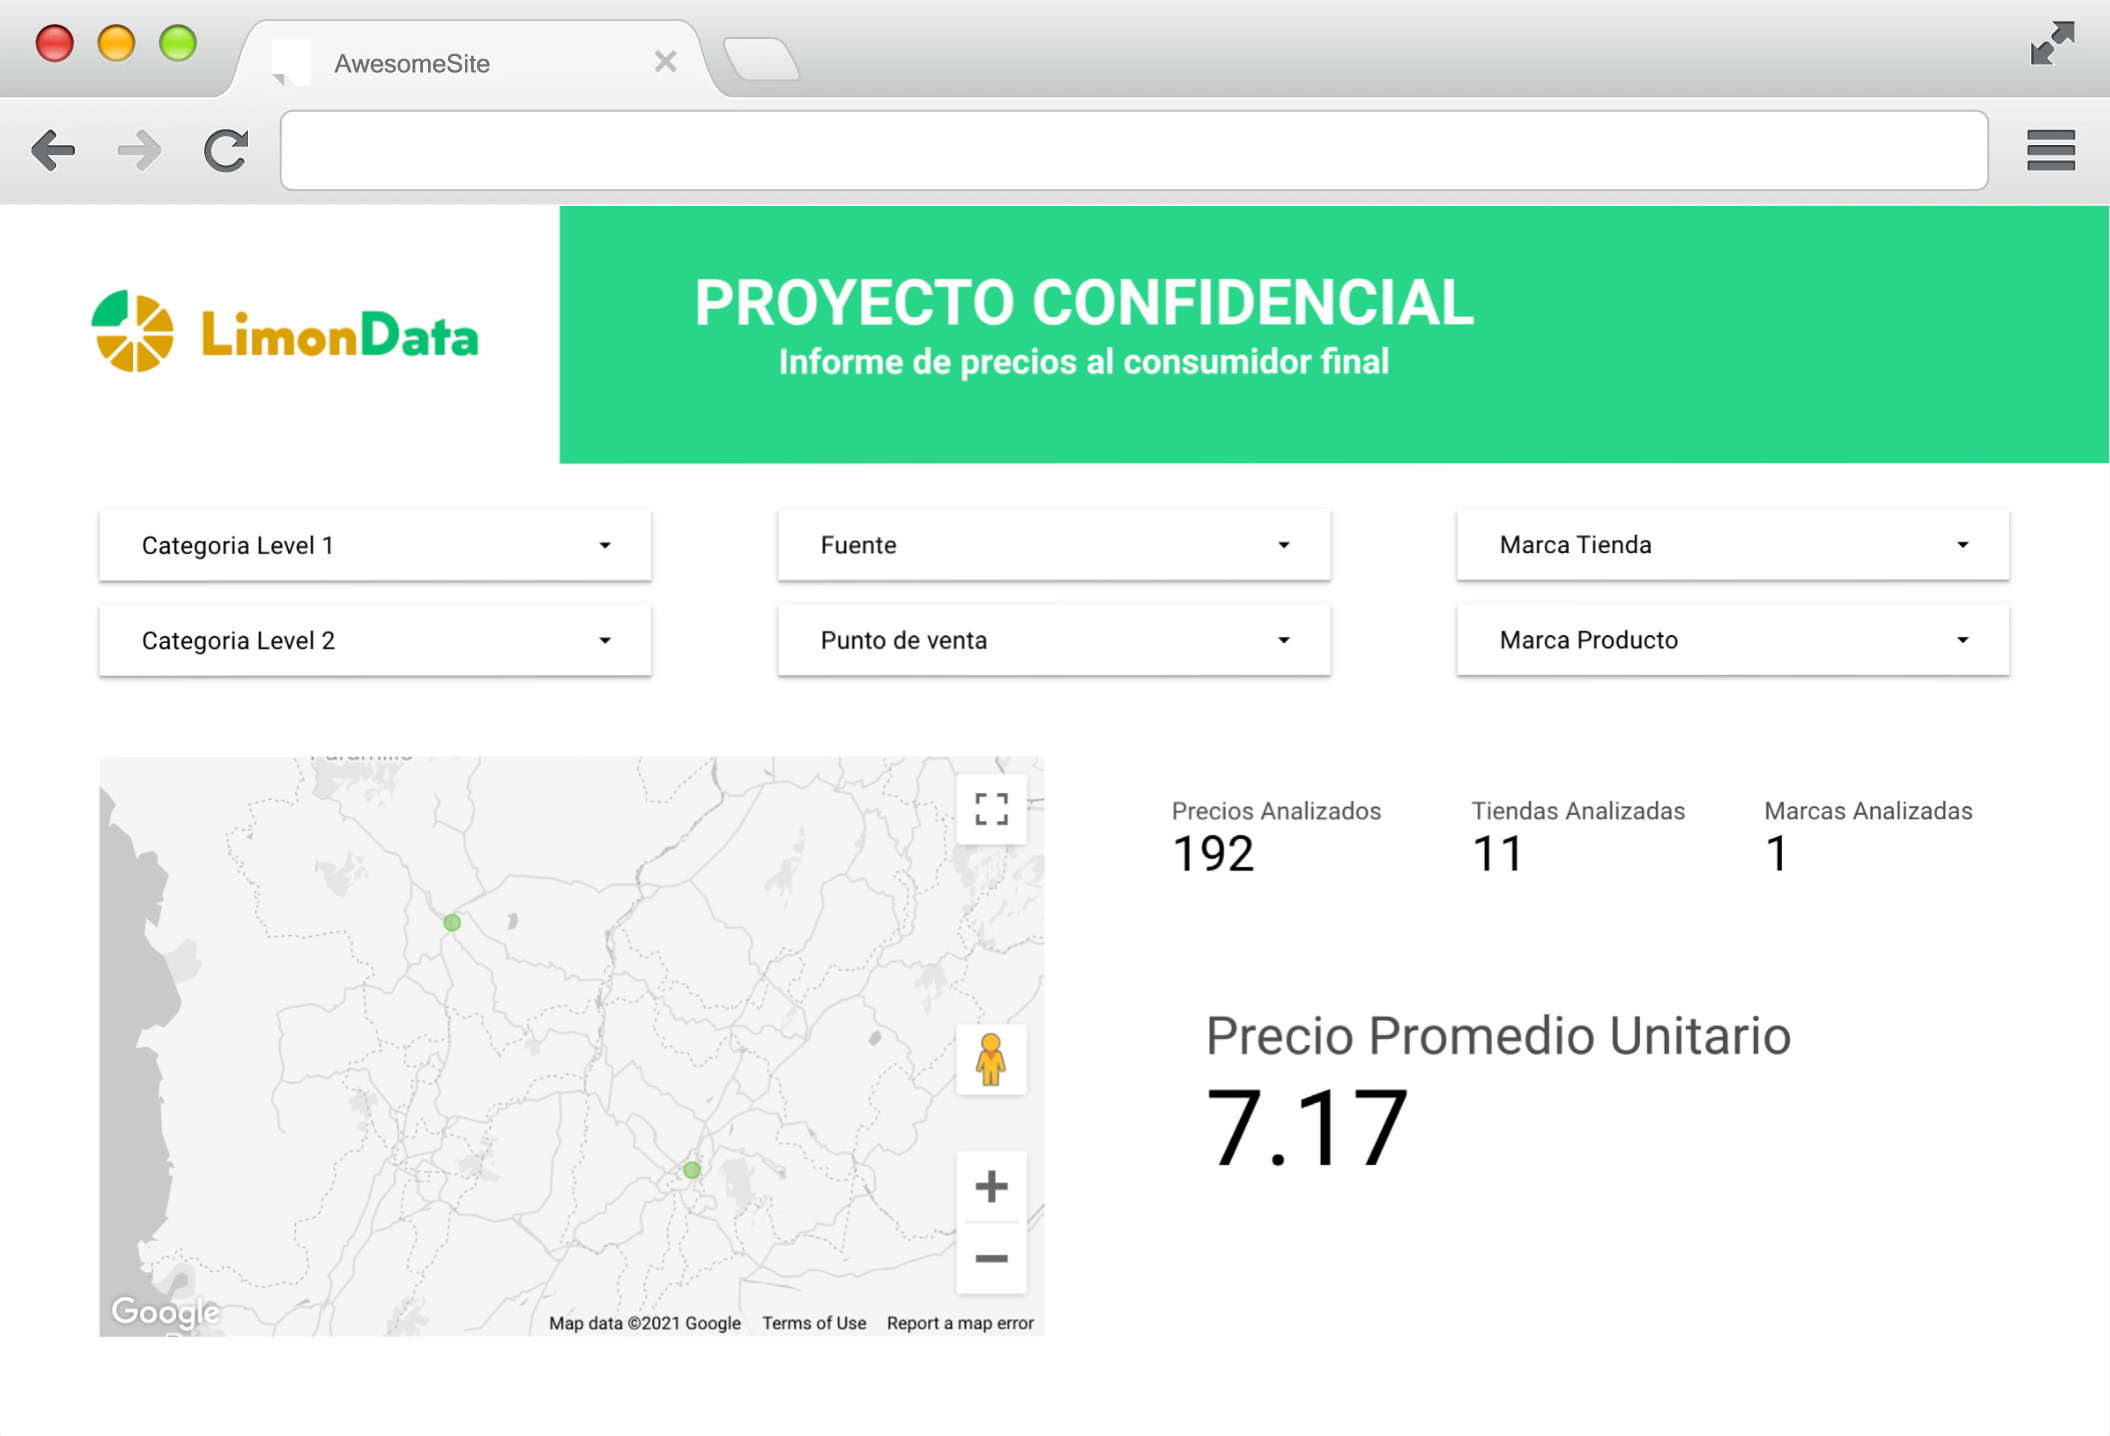 AwesomeSite
LimonData
PROYECTO CONFIDENCIAL
Informe de precios al consumidor final
Categoria Level 1
Fuente
Marca Tienda
Categoria Level 2
Punto de venta
Marca Producto
Precios Analizados
192
Tiendas Analizadas
11
Marcas Analizadas
1
Precio Promedio Unitario
7.17
Google
Map data ©2021 Google
Terms of Use
Report a map error